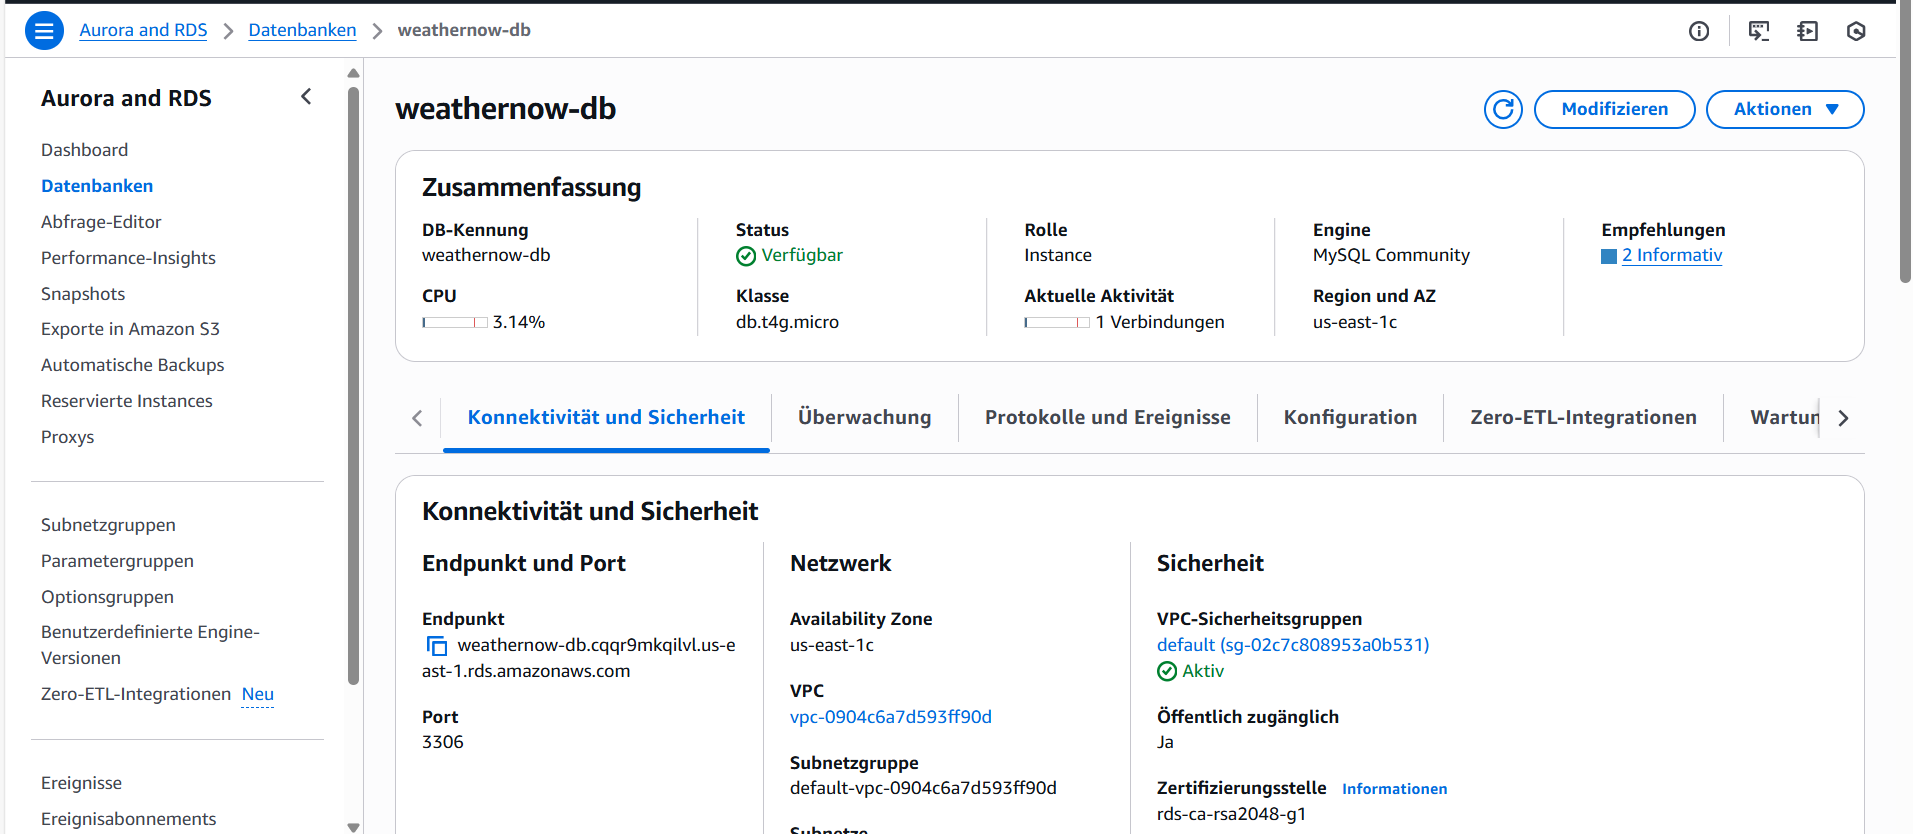 Aurora and RDS > Datenbanken > weathernow-db
Aurora and RDS
Dashboard
Datenbanken
Abfrage-Editor
Performance-Insights
Snapshots
Exporte in Amazon S3
Automatische Backups
Reservierte Instances
Proxys
Subnetzgruppen
Parametergruppen
Optionsgruppen
Benutzerdefinierte Engine-
Versionen
Zero-ETL-Integrationen Neu
Ereignisse
Ereignisabonnements
weathernow-db
Modifizieren
Aktionen
Zusammenfassung
DB-Kennung
weathernow-db
Status
Verfügbar
Rolle
Instance
Engine
MySQL Community
Empfehlungen
2 Informativ
CPU
3.14%
Klasse
db.t4g.micro
Aktuelle Aktivität
1 Verbindungen
Region und AZ
us-east-1c
Konnektivität und Sicherheit
Überwachung
Protokolle und Ereignisse
Konfiguration
Zero-ETL-Integrationen
Wartun
Konnektivität und Sicherheit
Endpunkt und Port
Endpunkt
weathernow-db.cqqr9mkqilvl.us-e
ast-1.rds.amazonaws.com
Port
3306
Netzwerk
Availability Zone
us-east-1c
VPC
vpc-0904c6a7d593ff90d
Subnetzgruppe
default-vpc-0904c6a7d593ff90d
Subnetze
Sicherheit
VPC-Sicherheitsgruppen
default (sg-02c7c808953a0b531)
Aktiv
Öffentlich zugänglich
Ja
Zertifizierungsstelle Informationen
rds-ca-rsa2048-g1